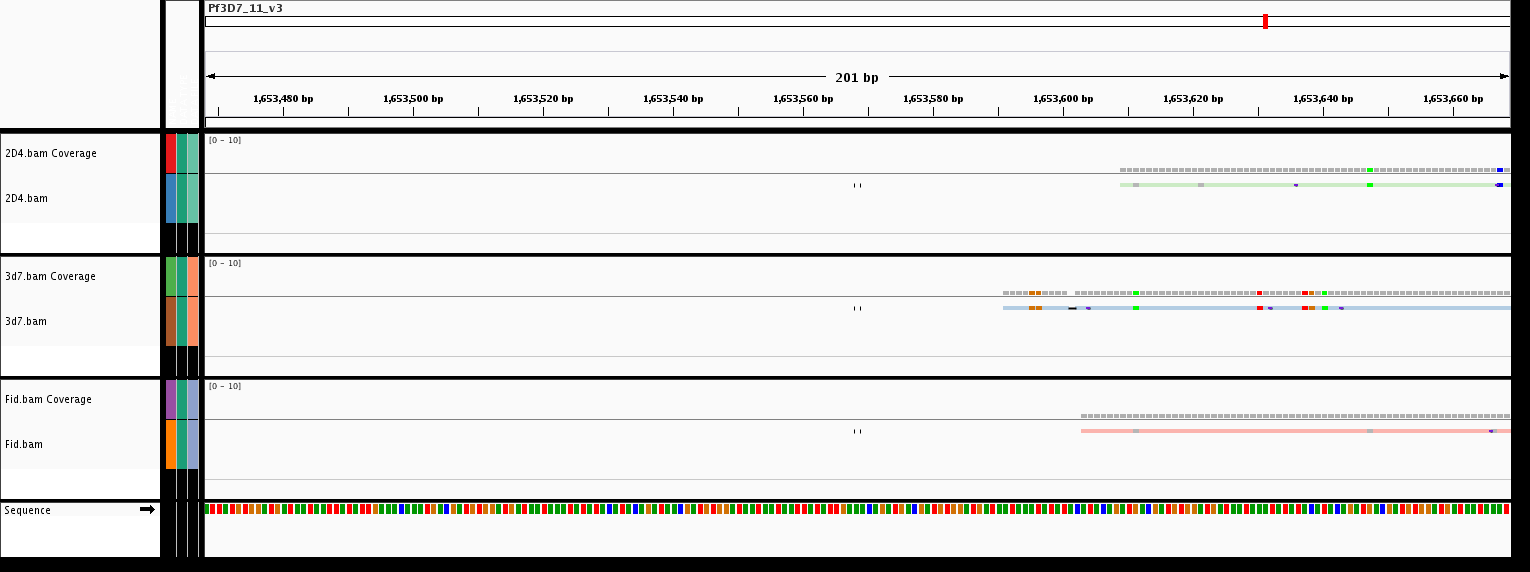 Pf3D7_11_v3
201 bp
1,653,480 bp 1,653,500 bp 1,653,520 bp 1,653,540 bp 1,653,560 bp 1,653,580 bp 1,653,600 bp 1,653,620 bp 1,653,640 bp 1,653,660 bp
[0 - 10]
2D4.bam Coverage
2D4.bam
[0 - 10]
3d7.bam Coverage
3d7.bam
[0 - 10]
Fid.bam Coverage
Fid.bam
Sequence